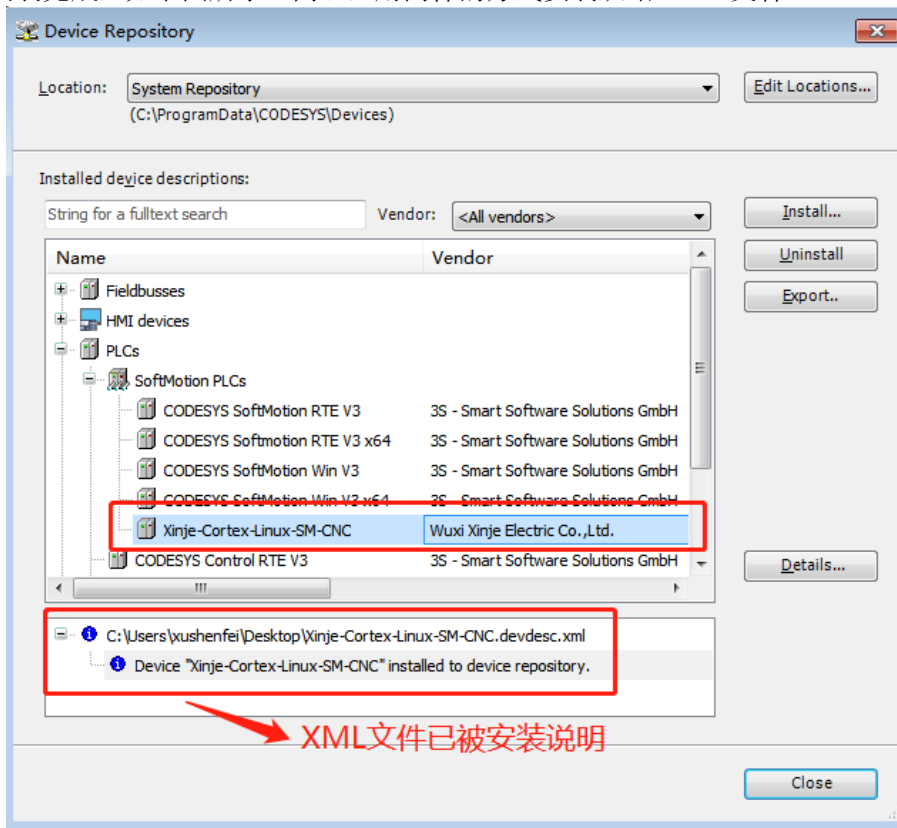 Device Repository
Location:
System Repository
Edit Locations...
(C:\ProgramData\CODESYS\Devices)
Installed device descriptions:
String for a fulltext search
Vendor:
<All vendors>
Install...
Name
Vendor
Uninstall
Fieldbusses
Export..
HMI devices
PLCs
SoftMotion PLCs
CODESYS SoftMotion RTE V3
3S - Smart Software Solutions GmbH
CODESYS Softmotion RTE V3 x64
3S - Smart Software Solutions GmbH
CODESYS SoftMotion Win V3
3S - Smart Software Solutions GmbH
CODESYS SoftMotion Win V3 x64
3S - Smart Software Solutions GmbH
Xinje-Cortex-Linux-SM-CNC
Wuxi Xinje Electric Co.,Ltd.
CODESYS Control RTE V3
3S - Smart Software Solutions GmbH
Details...
C:\Users\xushenfei\Desktop\Xinje-Cortex-Linux-SM-CNC.devdesc.xml
Device "Xinje-Cortex-Linux-SM-CNC" installed to device repository.
XML文件已被安装说明
Close